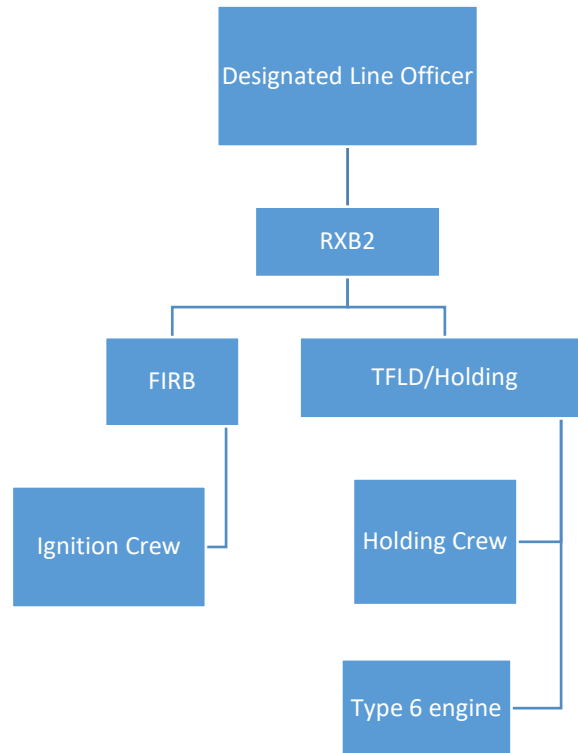 Designated Line Officer
RXB2
FIRB
TFLD/Holding
Ignition Crew
Holding Crew
Type 6 engine